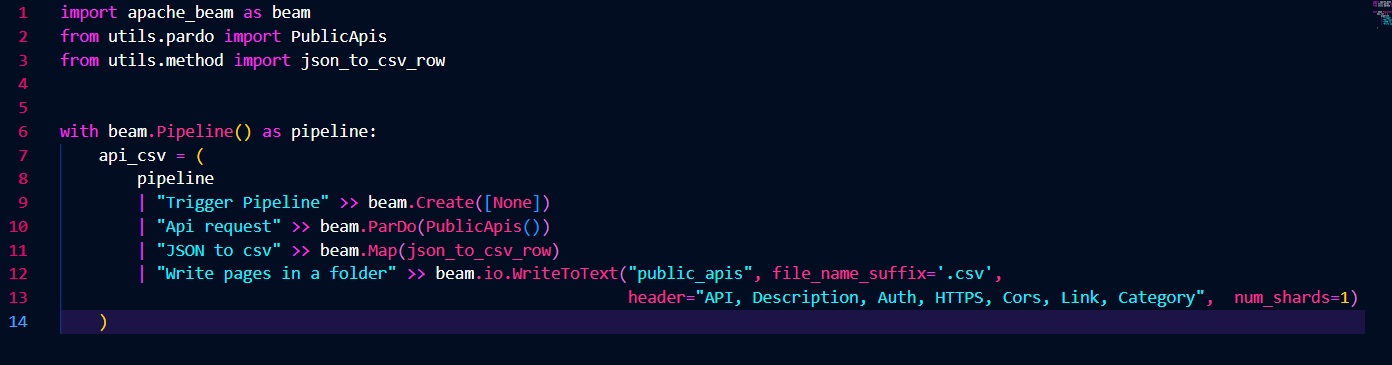 1 import apache_beam as beam
2 from utils.pardo import PublicApis
3 from utils.method import json_to_csv_row
4
5
6 with beam.Pipeline() as pipeline:
7     api_csv = (
8         pipeline
9         | "Trigger Pipeline" >> beam.Create([None])
10         | "Api request" >> beam.ParDo(PublicApis())
11         | "JSON to csv" >> beam.Map(json_to_csv_row)
12         | "Write pages in a folder" >> beam.io.WriteToText("public_apis", file_name_suffix='.csv',
13                                                            header="API, Description, Auth, HTTPS, Cors, Link, Category",  num_shards=1)
14     )